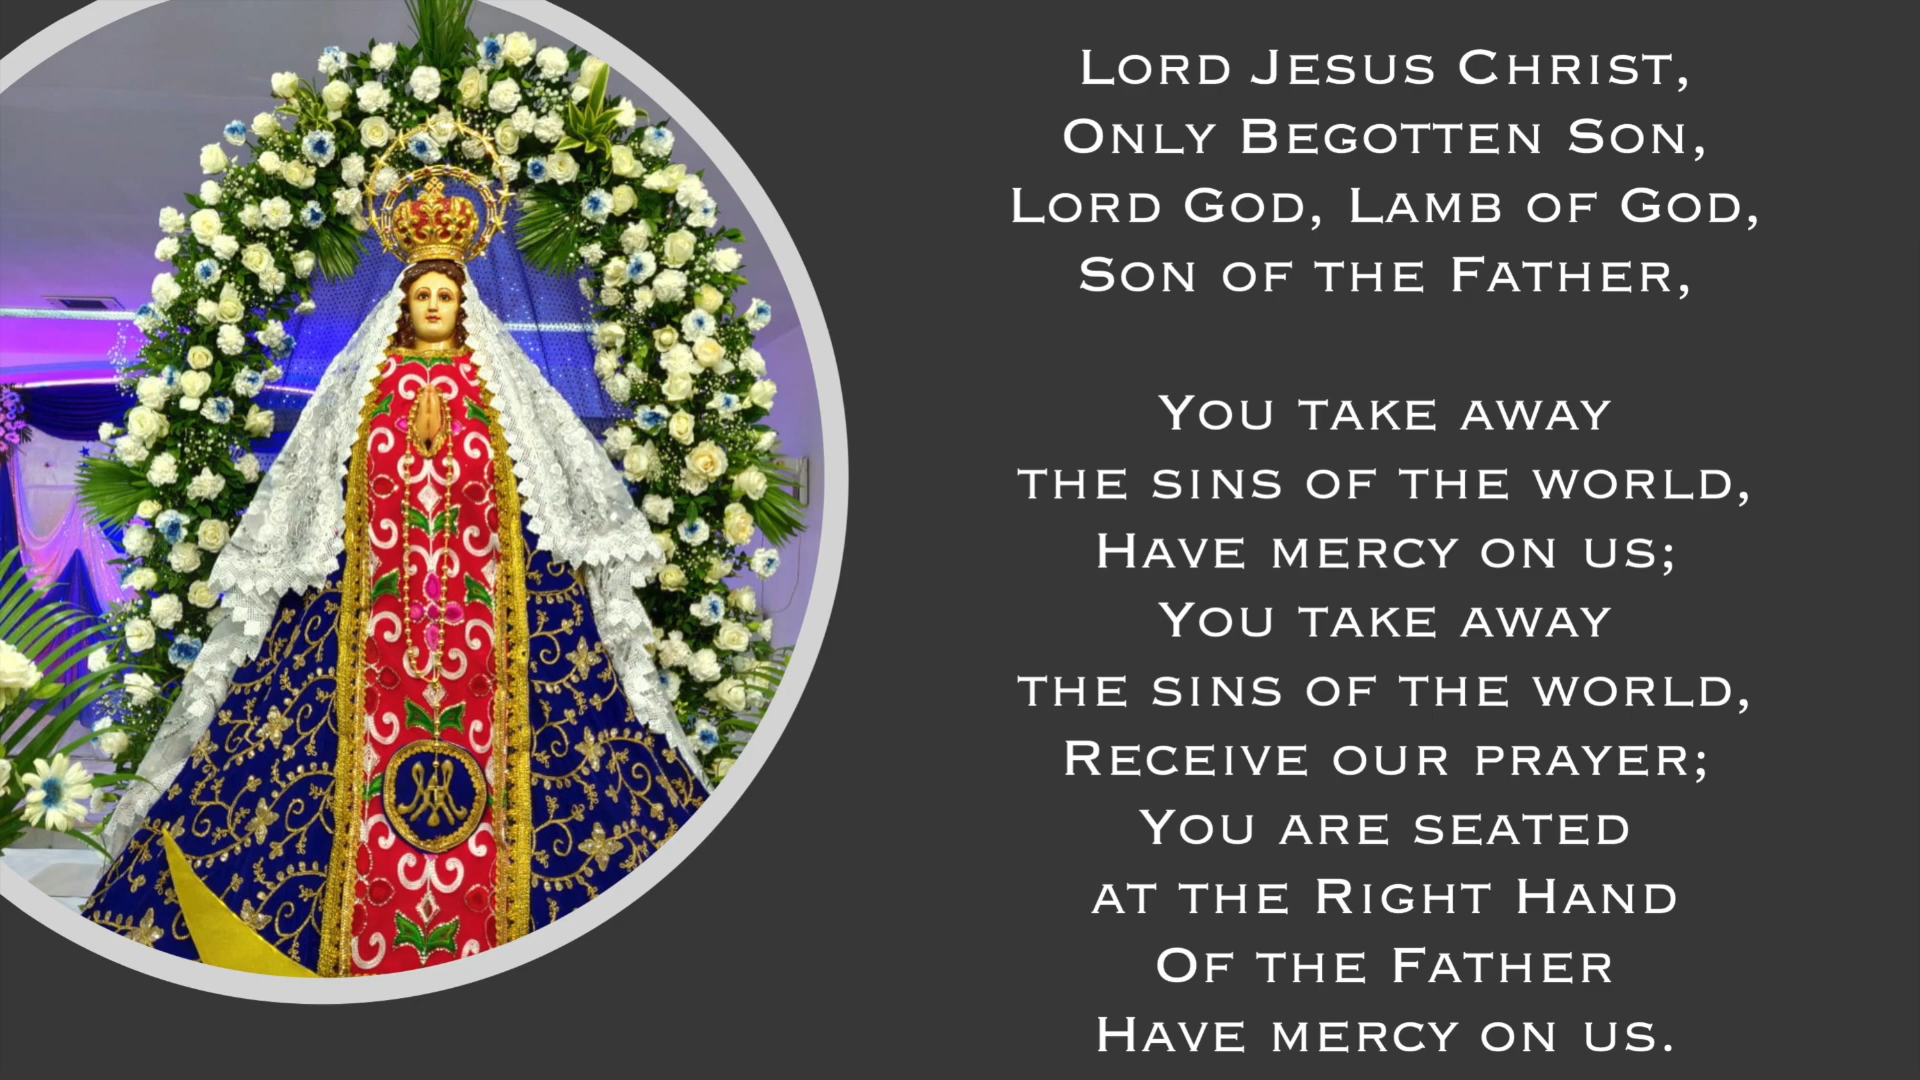 Lord Jesus Christ,
Only Begotten Son,
Lord God, Lamb of God,
Son of the Father,
You take away
the sins of the world,
Have mercy on us;
You take away
the sins of the world,
Receive our prayer;
You are seated
at the Right Hand
Of the Father
Have mercy on us.